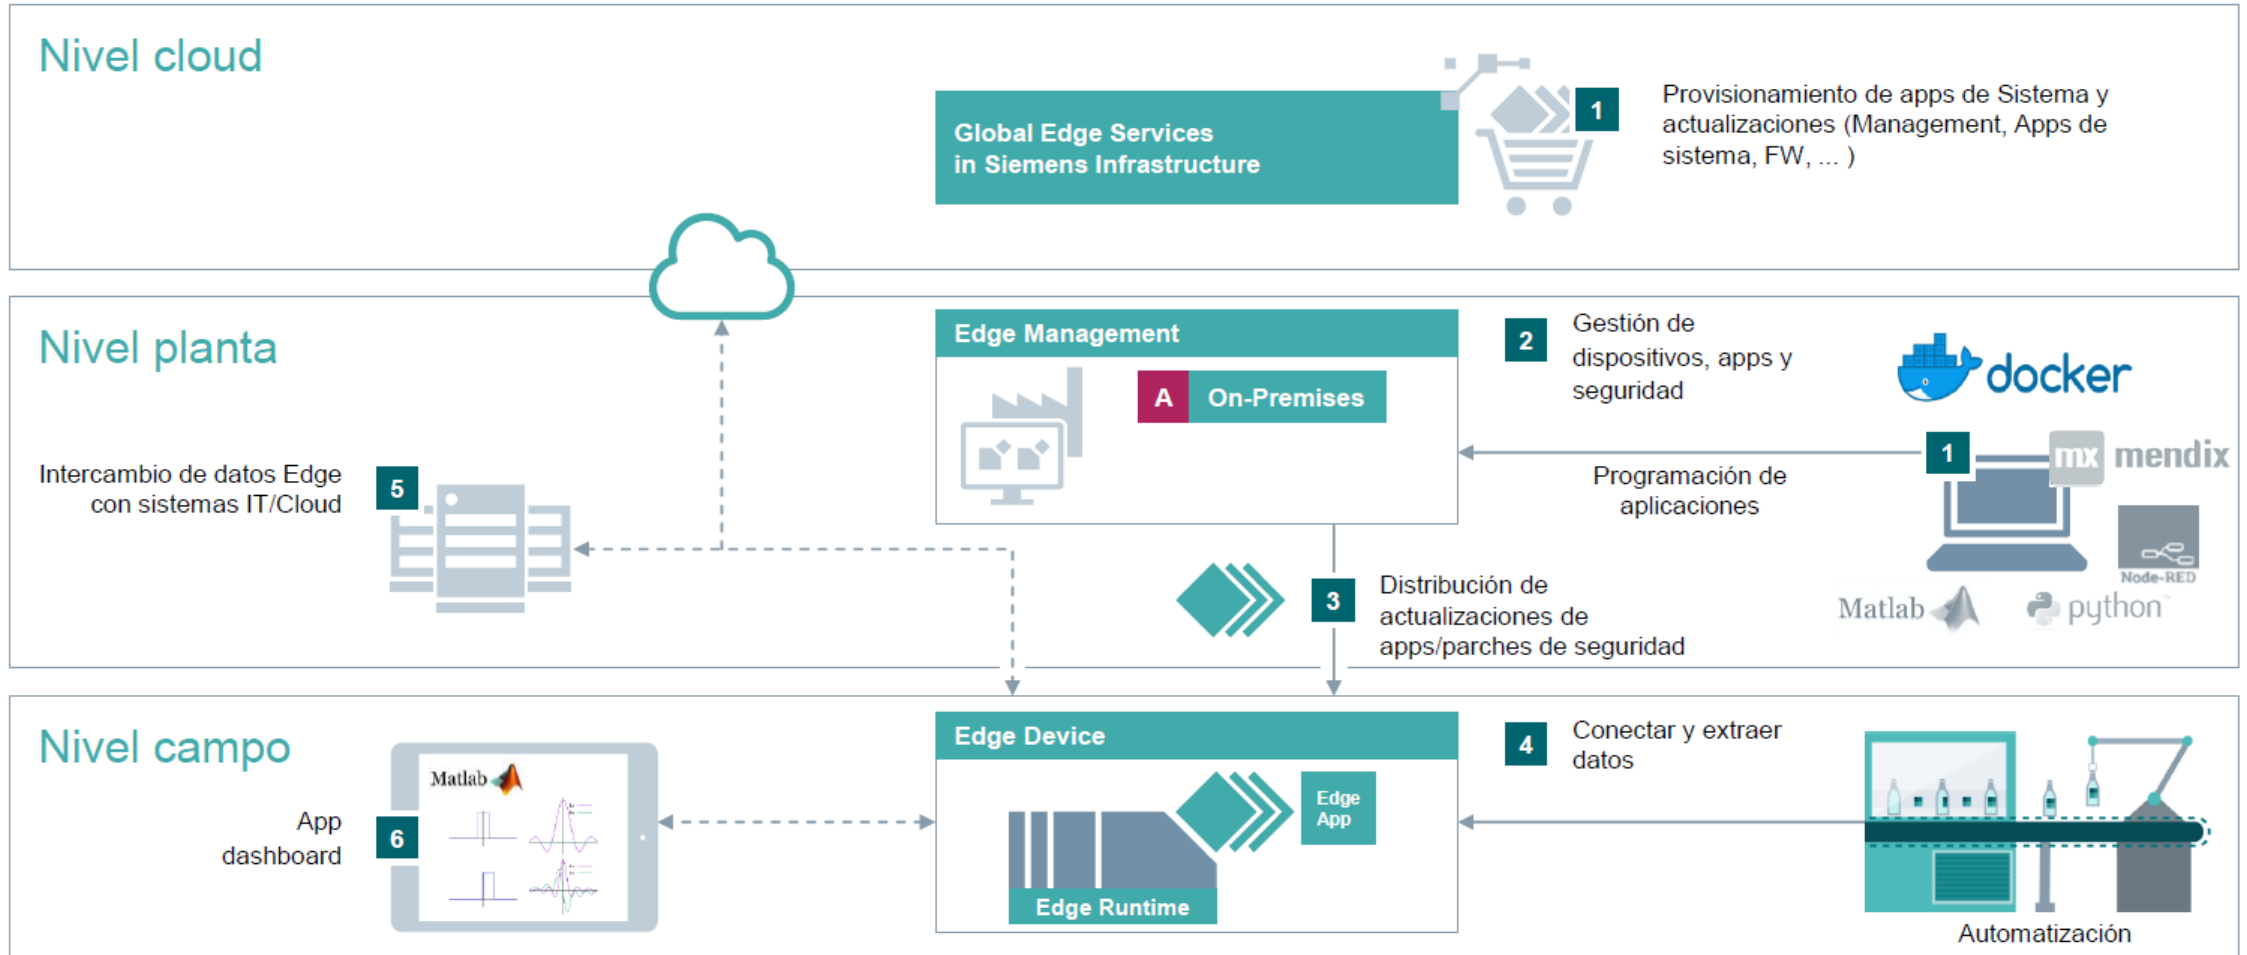 Nivel cloud
Global Edge Services
in Siemens Infrastructure
1
Provisionamiento de apps de Sistema y
actualizaciones (Management, Apps de
sistema, FW, ... )
Nivel planta
Edge Management
A On-Premises
2
Gestión de
dispositivos, apps y
seguridad
docker
1
mx mendix
Programación de
aplicaciones
Node-RED
Matlab
python
Intercambio de datos Edge
con sistemas IT/Cloud
5
3
Distribución de
actualizaciones de
apps/parches de seguridad
Nivel campo
App
dashboard
6
Matlab
Edge Device
Edge
App
Edge Runtime
4
Conectar y extraer
datos
Automatización